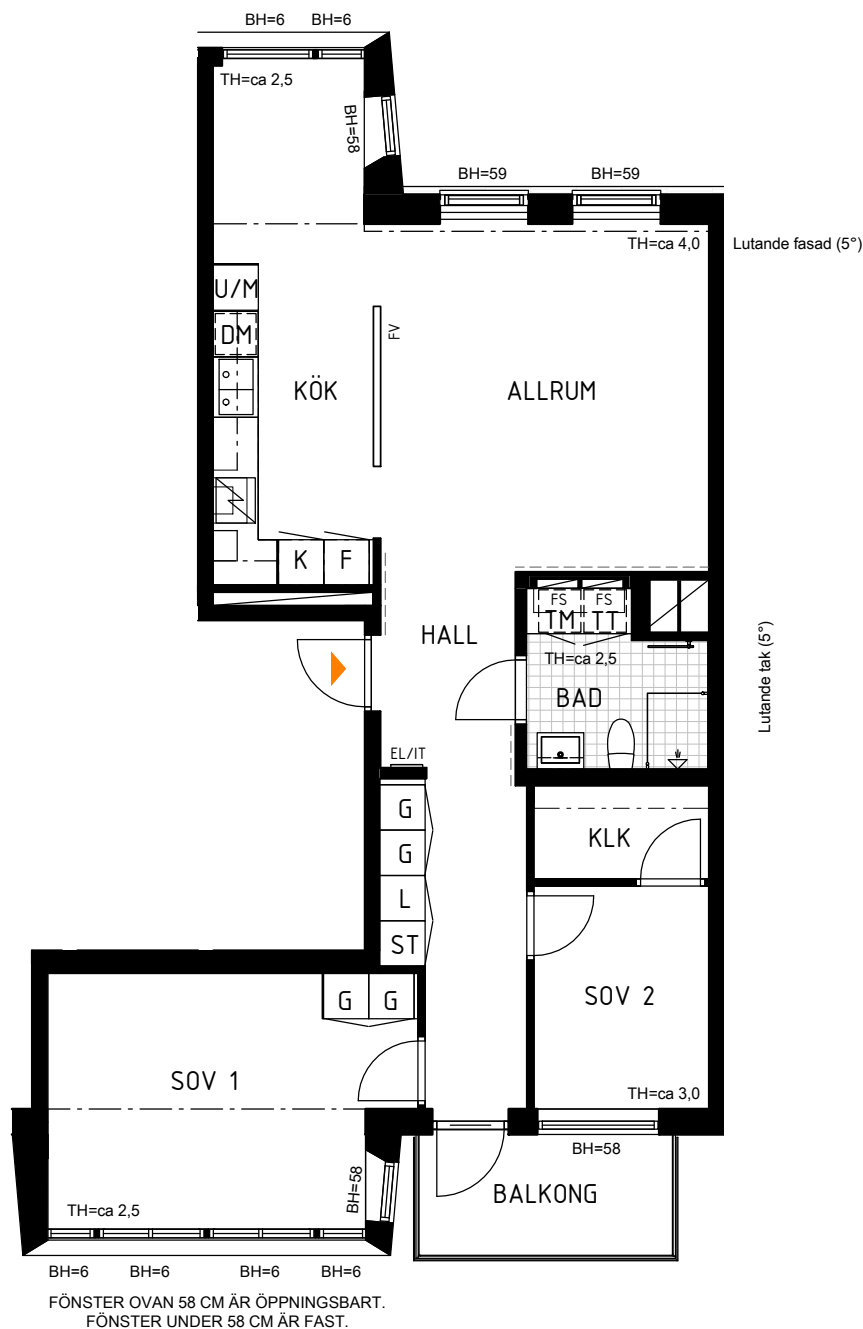 BH=6 BH=6
TH=ca 2,5
BH=58
BH=59 BH=59
TH=ca 4,0 Lutande fasad (5°)
U/M
DM
FV
KÖK ALLRUM
K F
FS FS
TM TT
HALL
TH=ca 2,5
Lutande tak (5°)
BAD
EL/IT
G
G
L
ST
KLK
G G
SOV 2
SOV 1
TH=ca 3,0
BH=58
BH=58
BALKONG
TH=ca 2,5
BH=6 BH=6 BH=6 BH=6
FÖNSTER OVAN 58 CM ÄR ÖPPNINGSBART.
FÖNSTER UNDER 58 CM ÄR FAST.